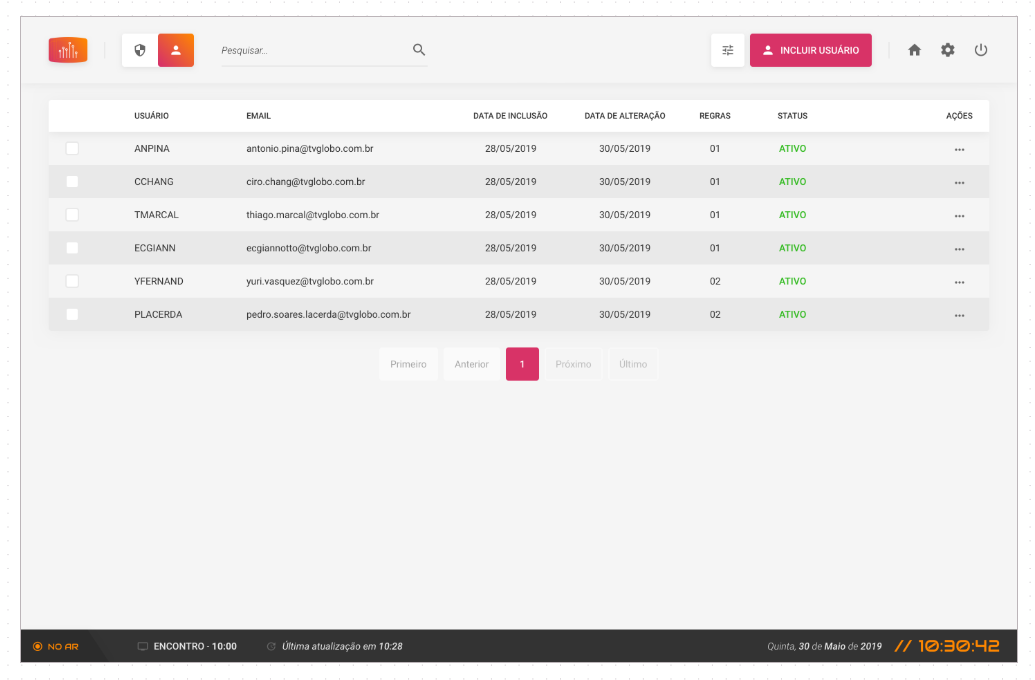 Pesquisar... INCLUIR USUÁRIO
USUÁRIO EMAIL DATA DE INCLUSÃO DATA DE ALTERAÇÃO REGRAS STATUS AÇÕES
ANPINA antonio.pina@tvglobo.com.br 28/05/2019 30/05/2019 01 ATIVO ...
CCHANG ciro.chang@tvglobo.com.br 28/05/2019 30/05/2019 01 ATIVO ...
TMARCAL thiago.marcal@tvglobo.com.br 28/05/2019 30/05/2019 01 ATIVO ...
ECGIANN ecgiannotto@tvglobo.com.br 28/05/2019 30/05/2019 01 ATIVO ...
YFERNAND yuri.vasquez@tvglobo.com.br 28/05/2019 30/05/2019 02 ATIVO ...
PLACERDA pedro.soares.lacerda@tvglobo.com.br 28/05/2019 30/05/2019 02 ATIVO ...
Primeiro Anterior 1 Próximo Último
NO AR ENCONTRO - 10:00 Última atualização em 10:28 Quinta, 30 de Maio de 2019 // 10:30:42